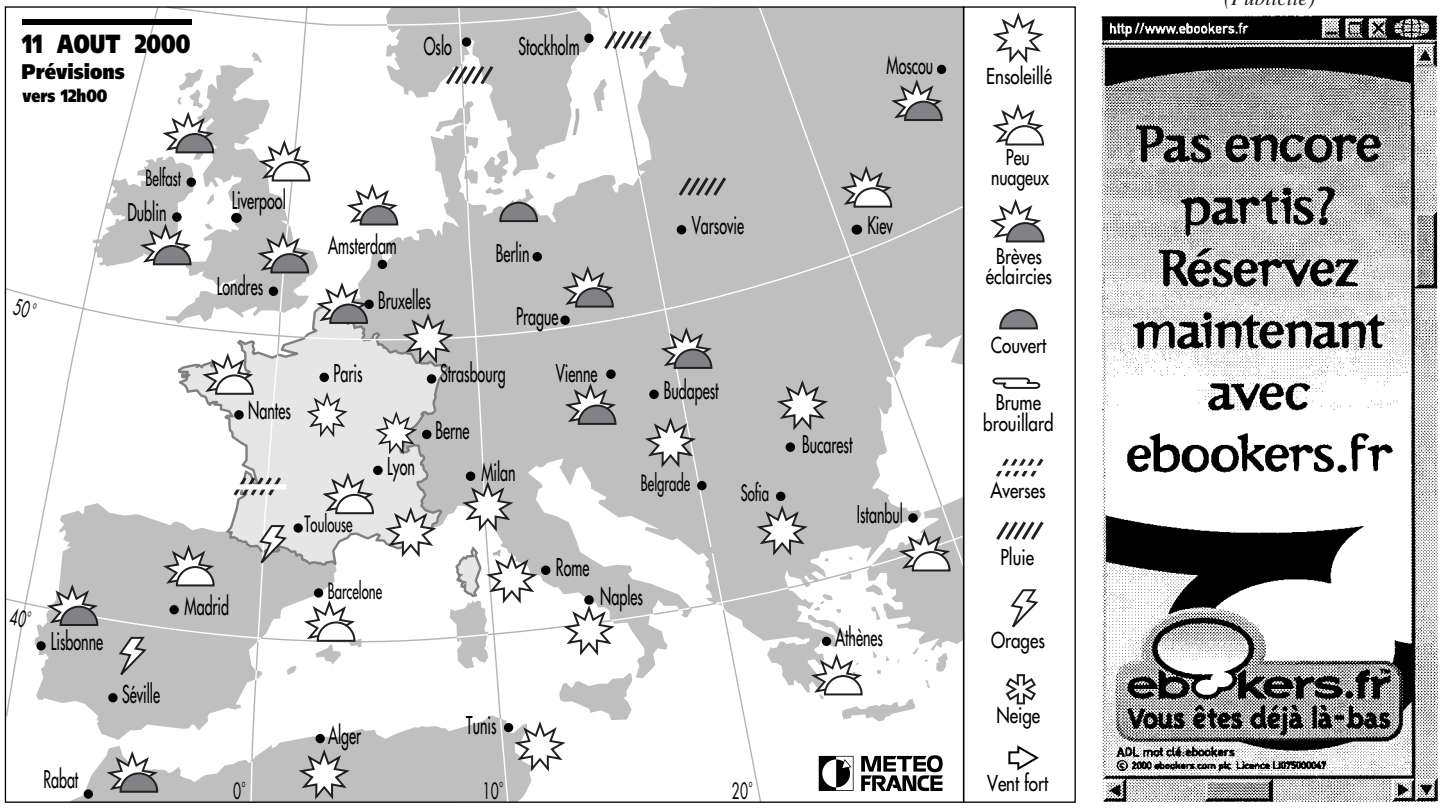 11 AOUT 2000
Prévisions
vers 12h00
Oslo
Stockholm
Moscou
Belfast
Dublin
Liverpool
Londres
Amsterdam
Bruxelles
Berlin
Varsovie
Kiev
Prague
50°
Paris
Strasbourg
Nantes
Berne
Lyon
Toulouse
Vienne
Budapest
Milan
Belgrade
Bucarest
Sofia
Istanbul
Rome
Naples
Athènes
Barcelone
Madrid
40°
Lisbonne
Séville
Alger
Tunis
Rabat
0°
10°
20°
METEO
FRANCE
Ensoleillé
Peu
nuageux
Brèves
éclaircies
Couvert
Brume
brouillard
Averses
Pluie
Orages
Neige
Vent fort
(Publicité)
http://www.ebookers.fr
Pas encore
partis?
Réservez
maintenant
avec
ebookers.fr
ebookers.fr™
Vous êtes déjà là-bas
ADL mot clé:ebookers
© 2000 ebookers.com plc Licence LI075000047